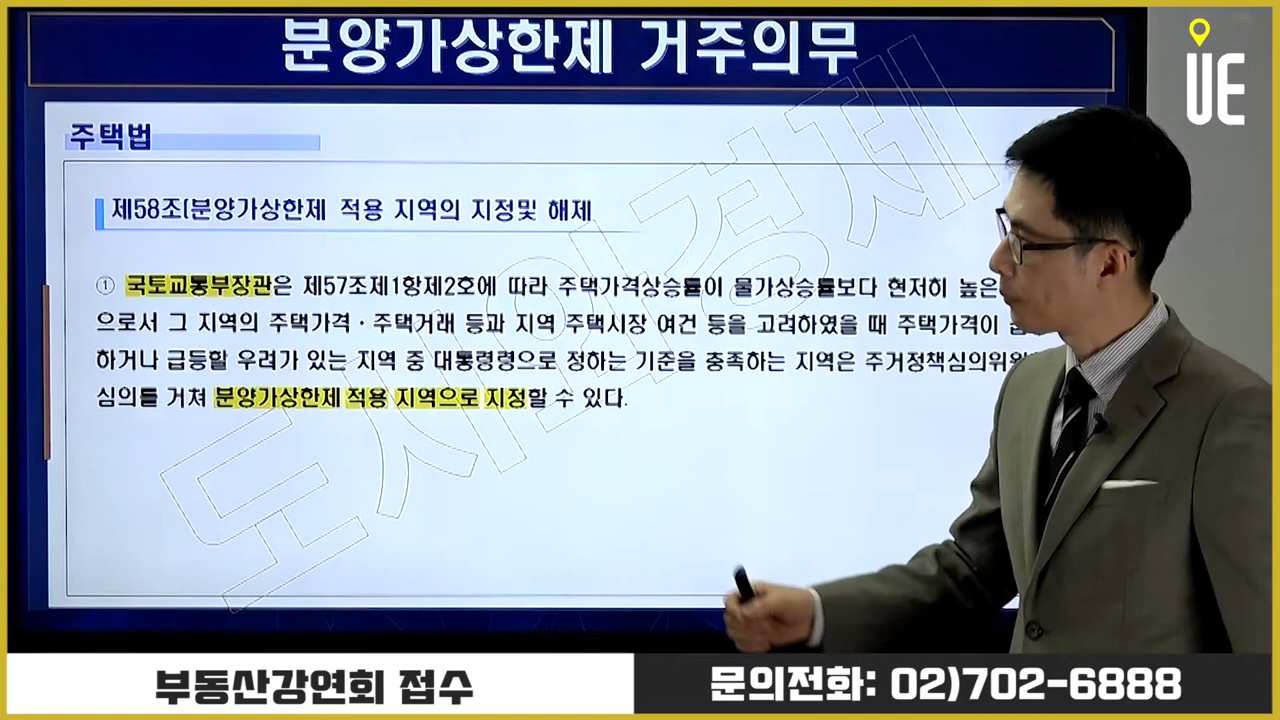 분양가상한제 거주의무
UE
주택법
제58조(분양가상한제 적용 지역의 지정및 해제
① 국토교통부장관은 제57조제1항제2호에 따라 주택가격상승률이 물가상승률보다 현저히 높은
으로서 그 지역의 주택가격·주택거래 등과 지역 주택시장 여건 등을 고려하였을 때 주택가격이
하거나 급등할 우려가 있는 지역 중 대통령령으로 정하는 기준을 충족하는 지역은 주거정책심의위원
심의를 거쳐 분양가상한제 적용 지역으로 지정할 수 있다.
도시와경제
부동산강연회 접수
문의전화: 02)702-6888